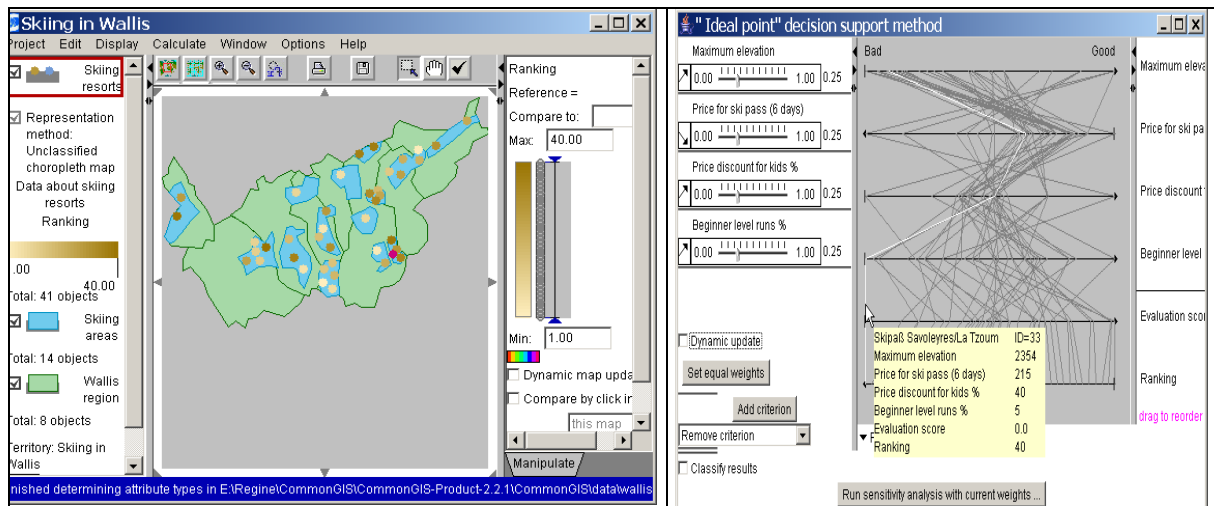 Skiing in Wallis
Project Edit Display Calculate Window Options Help
Skiing
resorts
Representation
method:
Unclassified
choropleth map
Data about skiing
resorts
Ranking
.00
40.00
Total: 41 objects
Skiing
areas
Total: 14 objects
Wallis
region
Total: 8 objects
Territory: Skiing in
Wallis
Ranking
Reference =
Compare to:
Max: 40.00
Min: 1.00
Dynamic map upda
Compare by click in
this map
Manipulate
nished determining attribute types in E:\Regine\CommonGIS\CommonGIS-Product-2.2.1\CommonGIS\data\wallis
" Ideal point" decision support method
Maximum elevation
0.00 1.00 0.25
Price for ski pass (6 days)
0.00 1.00 0.25
Price discount for kids %
0.00 1.00 0.25
Beginner level runs %
0.00 1.00 0.25
Dynamic update
Set equal weights
Add criterion
Remove criterion
Classify results
Bad Good
Maximum eleva
Price for ski pa
Price discount
Beginner level
Evaluation scor
Ranking
drag to reorder
Skipaß Savoleyres/La Tzoum ID=33
Maximum elevation 2354
Price for ski pass (6 days) 215
Price discount for kids % 40
Beginner level runs % 5
Evaluation score 0.0
Ranking 40
Run sensitivity analysis with current weights ...